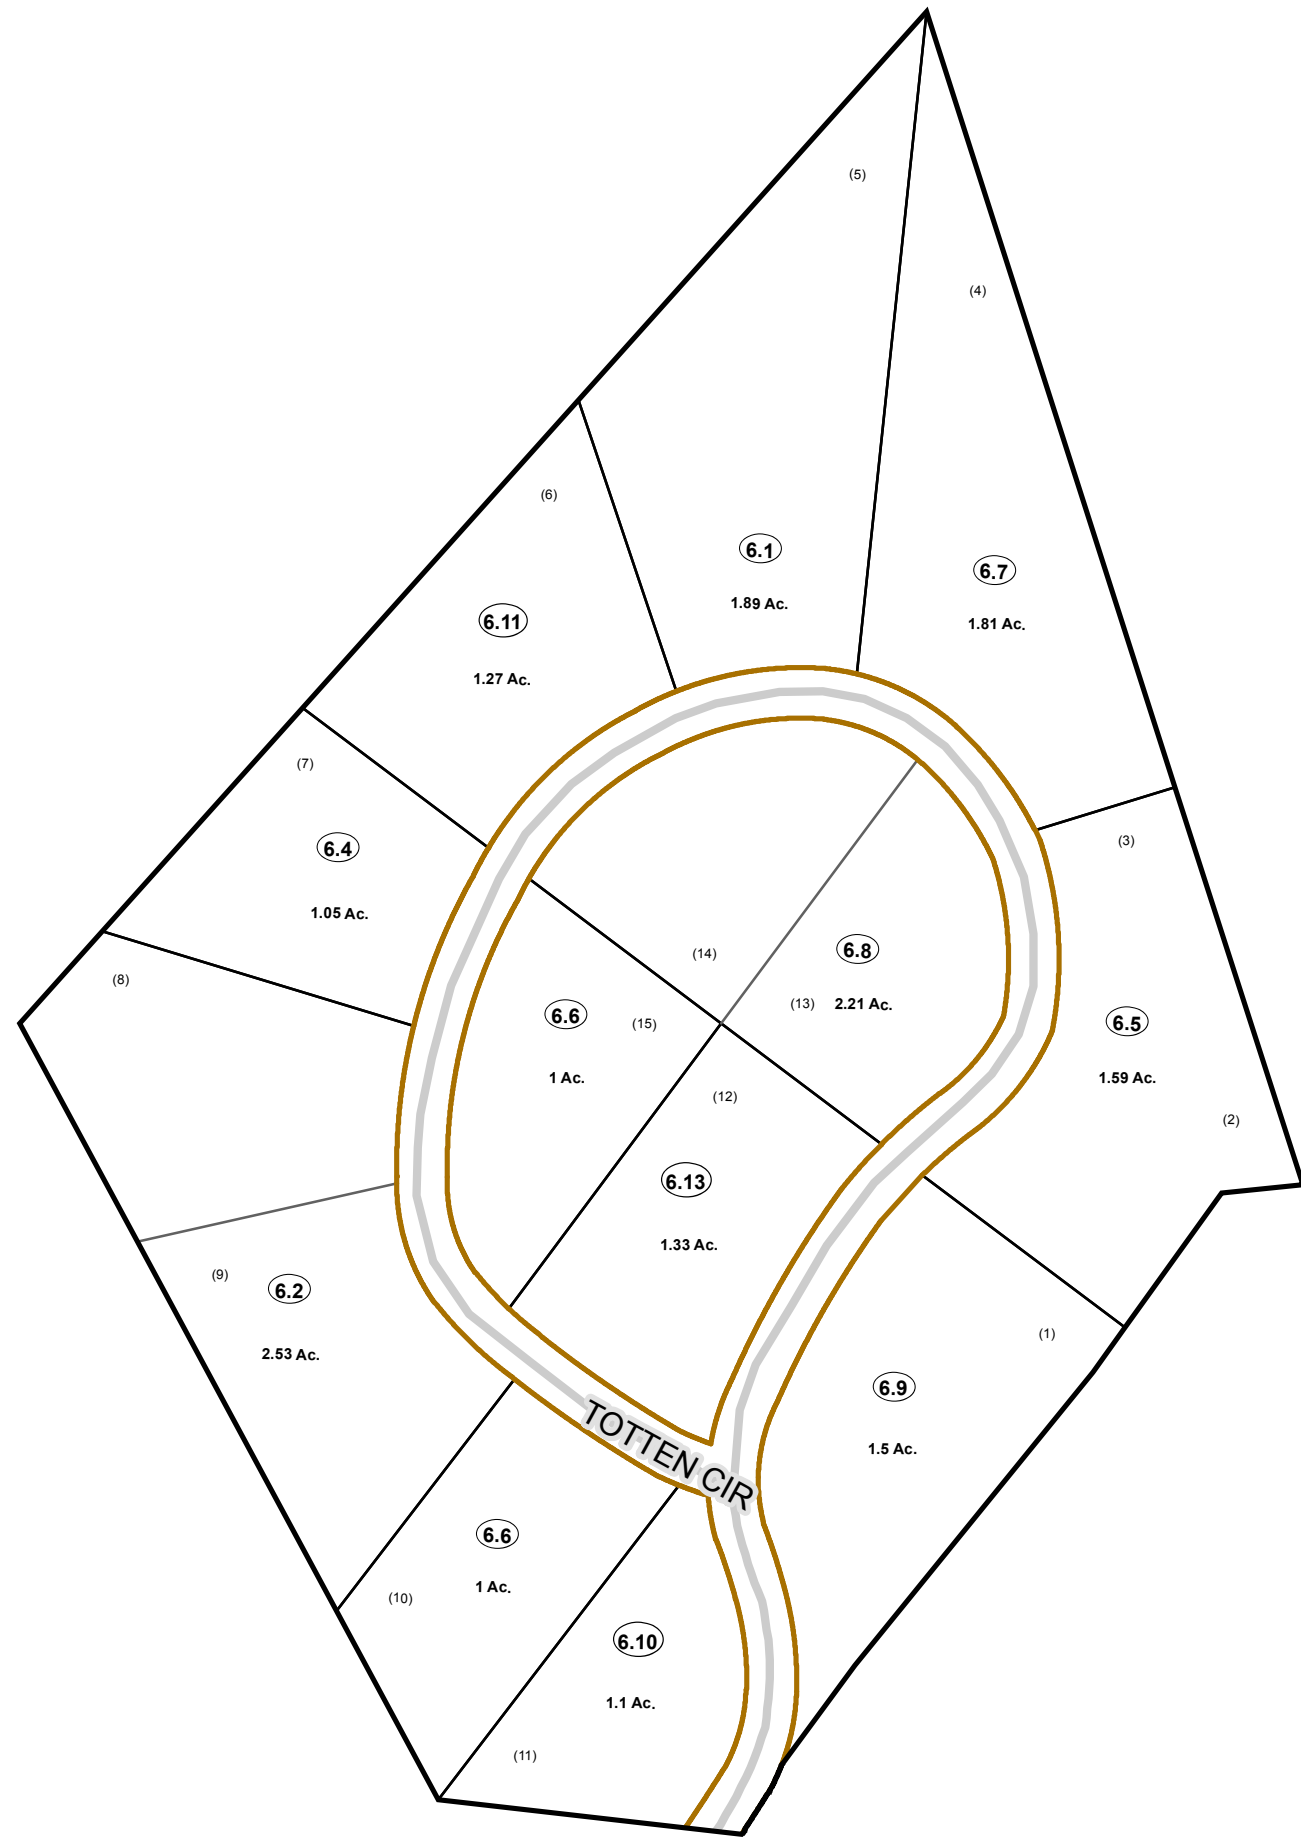 (5)
(4)
(6)
6.1
1.89 Ac.
6.7
1.81 Ac.
6.11
1.27 Ac.
(7)
6.4
1.05 Ac.
(3)
(8)
(14)
6.8
(13) 2.21 Ac.
6.6
(15)
1 Ac.
6.5
1.59 Ac.
(12)
(2)
6.13
1.33 Ac.
(9)
6.2
2.53 Ac.
(1)
6.9
1.5 Ac.
TOTTEN CIR
6.6
1 Ac.
(10)
6.10
1.1 Ac.
(11)